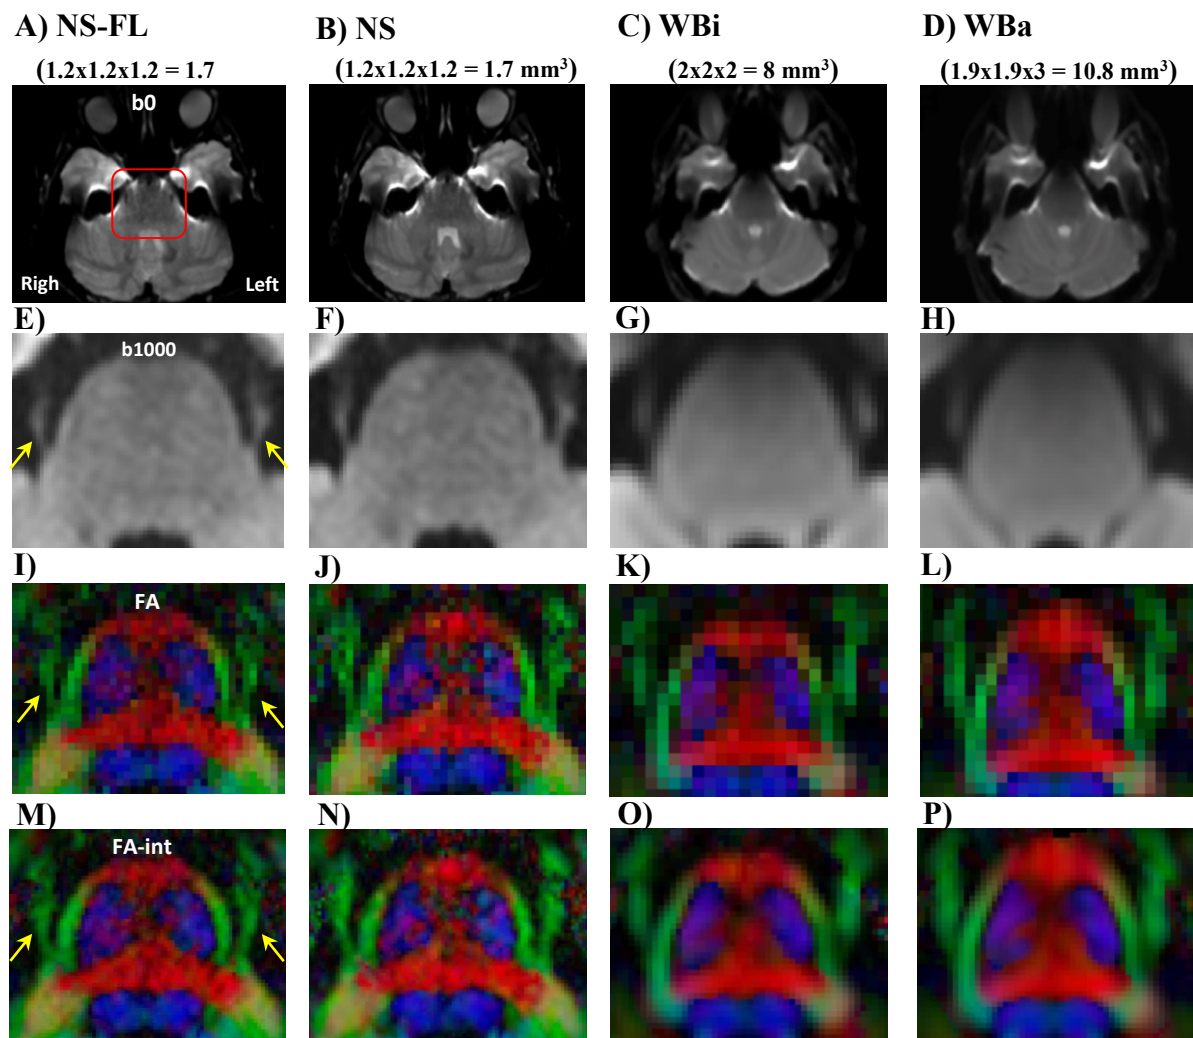 A) NS-FL
B) NS
C) WBi
D) WBa
(1.2x1.2x1.2 = 1.7
(1.2x1.2x1.2 = 1.7 mm³)
(2x2x2 = 8 mm³)
(1.9x1.9x3 = 10.8 mm³)
b0
Righ
Left
E)
F)
G)
H)
b1000
I)
J)
K)
L)
FA
M)
N)
O)
P)
FA-int